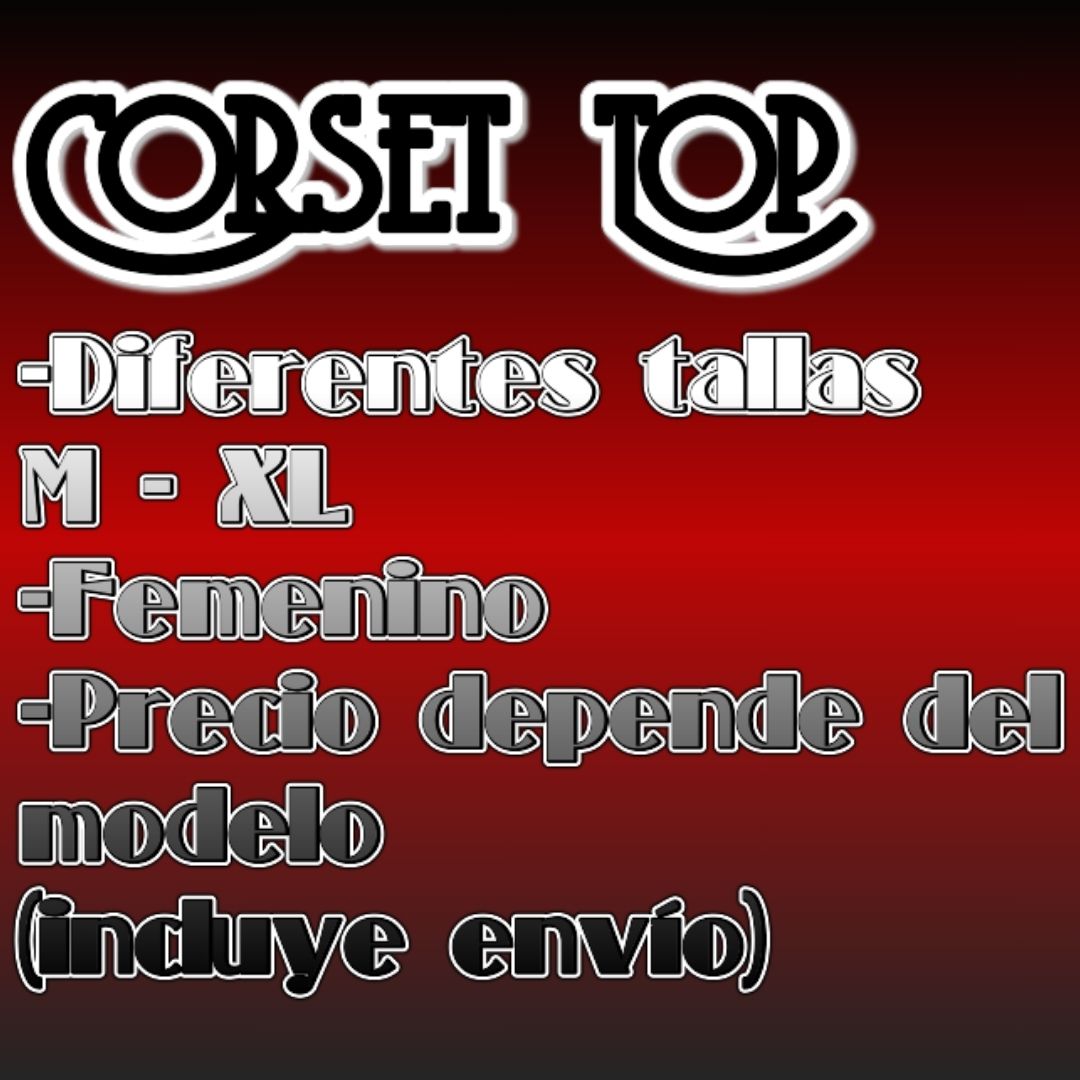 CORSET TOP
-Diferentes tallas
M - XL
-Femenino
-Precio depende del
modelo
(incluye envío)